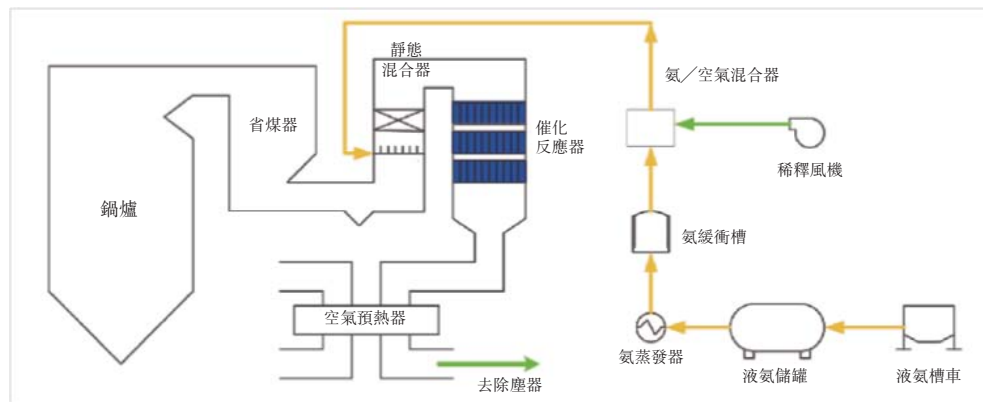 靜態
混合器
氨／空氣混合器
省煤器
催化
反應器
稀釋風機
鍋爐
氨緩衝槽
空氣預熱器
氨蒸發器
去除塵器
液氨儲罐
液氨槽車